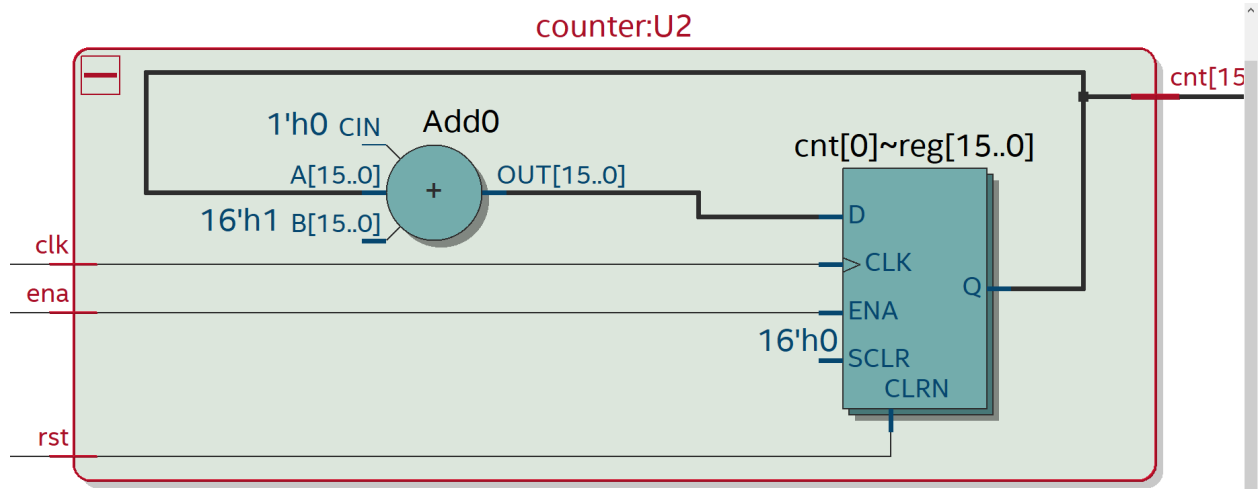 counter:U2
cnt[15
1'h0 CIN
Add0
cnt[0]~reg[15..0]
A[15..0]
+
OUT[15..0]
16'h1 B[15..0]
D
clk
CLK
Q
ena
ENA
16'h0
SCLR
CLRN
rst